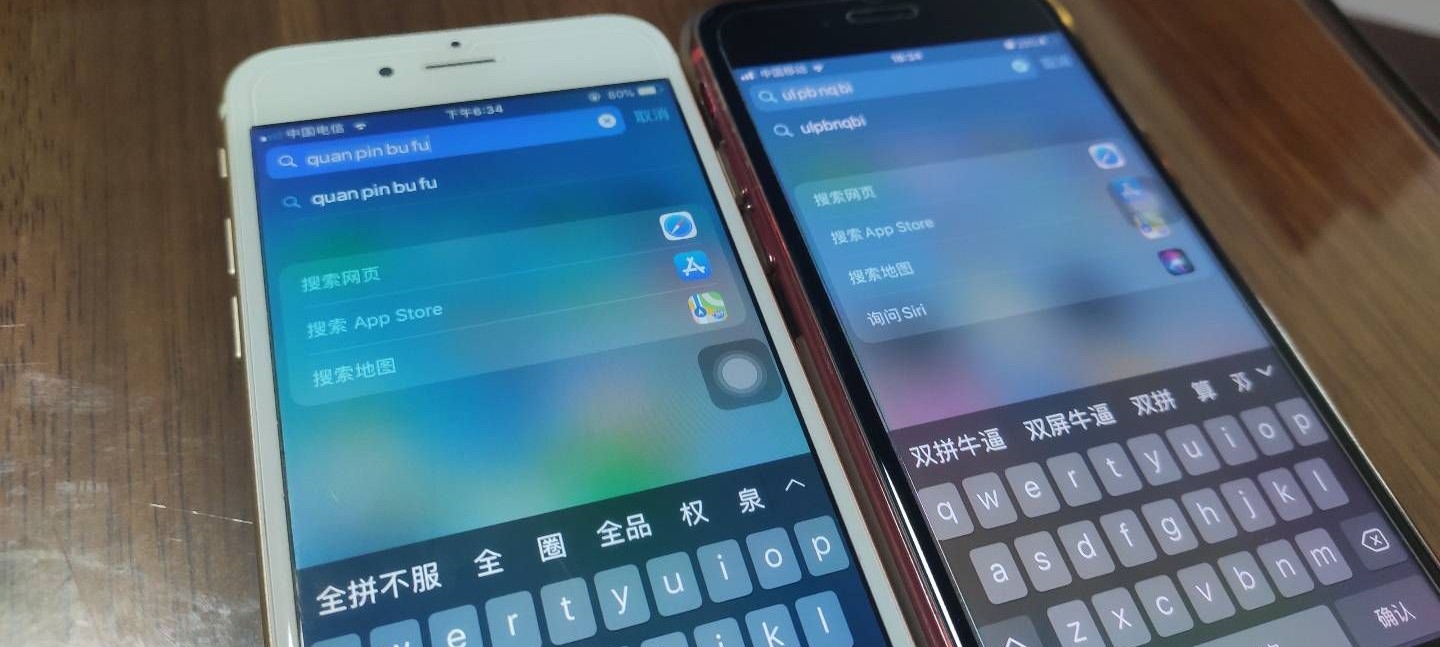 中国电信
下午6:34
80%
quan pin bu fu
取消
quan pin bu fu
搜索网页
搜索 App Store
搜索地图
全拼不服 全 圈 全品 权 泉
e r t y u i o p
j k l
中国移动
18:34
ulpbnqbi
取消
ulpbnqbi
搜索网页
搜索 App Store
搜索地图
询问 Siri
双拼牛逼 双屏牛逼 双拼 算 双
q w e r t y u i o p
a s d f g h j k l
z x c v b n m
确认